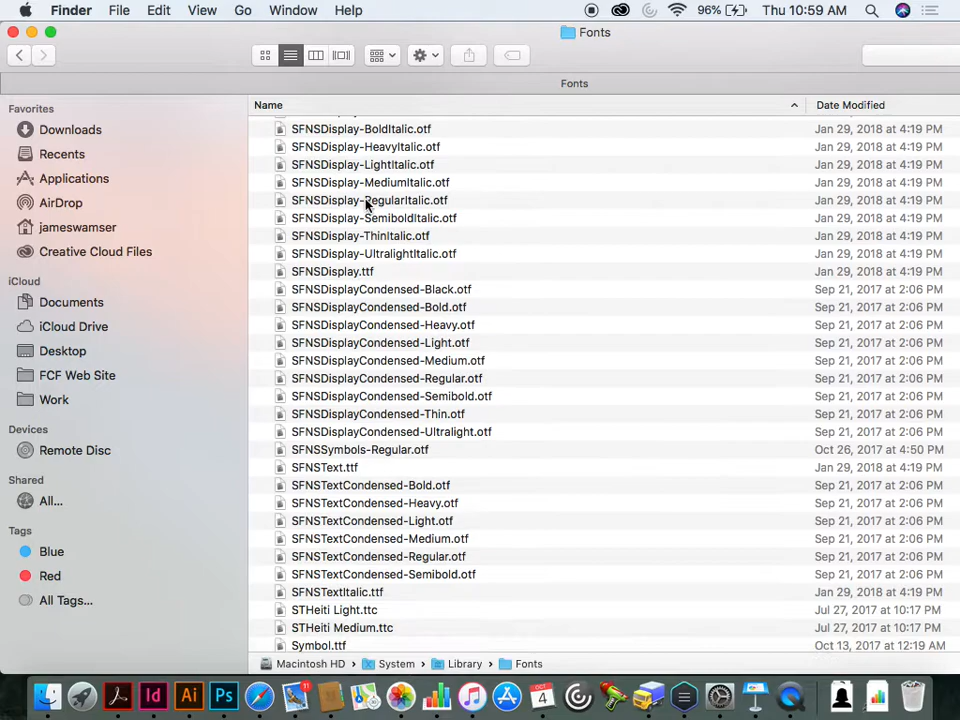 Finder File Edit View Go Window Help 96% Thu 10:59 AM
Fonts
Fonts
Favorites
Downloads
Recents
Applications
AirDrop
jameswamser
Creative Cloud Files
iCloud
Documents
iCloud Drive
Desktop
FCF Web Site
Work
Devices
Remote Disc
Shared
All...
Tags
Blue
Red
All Tags...
Name Date Modified
SFNSDisplay-BoldItalic.otf Jan 29, 2018 at 4:19 PM
SFNSDisplay-HeavyItalic.otf Jan 29, 2018 at 4:19 PM
SFNSDisplay-LightItalic.otf Jan 29, 2018 at 4:19 PM
SFNSDisplay-MediumItalic.otf Jan 29, 2018 at 4:19 PM
SFNSDisplay-RegularItalic.otf Jan 29, 2018 at 4:19 PM
SFNSDisplay-SemiboldItalic.otf Jan 29, 2018 at 4:19 PM
SFNSDisplay-ThinItalic.otf Jan 29, 2018 at 4:19 PM
SFNSDisplay-UltralightItalic.otf Jan 29, 2018 at 4:19 PM
SFNSDisplay.ttf Jan 29, 2018 at 4:19 PM
SFNSDisplayCondensed-Black.otf Sep 21, 2017 at 2:06 PM
SFNSDisplayCondensed-Bold.otf Sep 21, 2017 at 2:06 PM
SFNSDisplayCondensed-Heavy.otf Sep 21, 2017 at 2:06 PM
SFNSDisplayCondensed-Light.otf Sep 21, 2017 at 2:06 PM
SFNSDisplayCondensed-Medium.otf Sep 21, 2017 at 2:06 PM
SFNSDisplayCondensed-Regular.otf Sep 21, 2017 at 2:06 PM
SFNSDisplayCondensed-Semibold.otf Sep 21, 2017 at 2:06 PM
SFNSDisplayCondensed-Thin.otf Sep 21, 2017 at 2:06 PM
SFNSDisplayCondensed-Ultralight.otf Sep 21, 2017 at 2:06 PM
SFNSSymbols-Regular.otf Oct 26, 2017 at 4:50 PM
SFNSText.ttf Jan 29, 2018 at 4:19 PM
SFNSTextCondensed-Bold.otf Sep 21, 2017 at 2:06 PM
SFNSTextCondensed-Heavy.otf Sep 21, 2017 at 2:06 PM
SFNSTextCondensed-Light.otf Sep 21, 2017 at 2:06 PM
SFNSTextCondensed-Medium.otf Sep 21, 2017 at 2:06 PM
SFNSTextCondensed-Regular.otf Sep 21, 2017 at 2:06 PM
SFNSTextCondensed-Semibold.otf Sep 21, 2017 at 2:06 PM
SFNSTextItalic.ttf Jan 29, 2018 at 4:19 PM
STHeiti Light.ttc Jul 27, 2017 at 10:17 PM
STHeiti Medium.ttc Jul 27, 2017 at 10:17 PM
Symbol.ttf Oct 13, 2017 at 12:19 AM
Macintosh HD System Library Fonts
Id Ai Ps 11 OCT 4